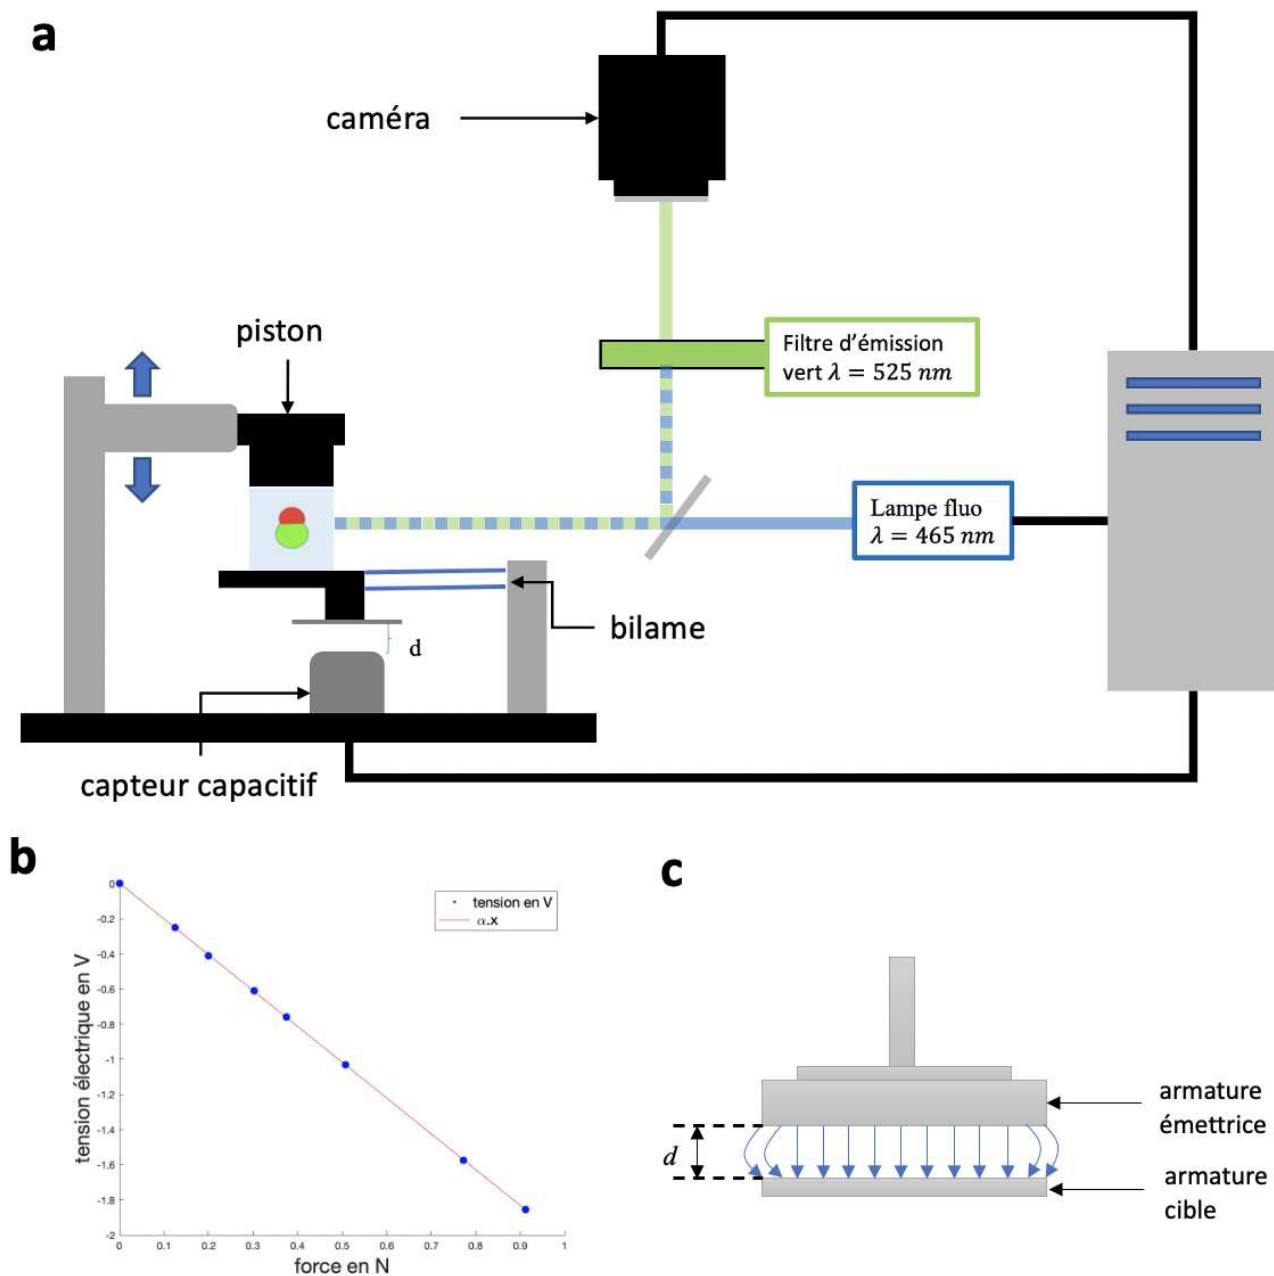 a
caméra
piston
Filtre d'émission
vert λ = 525 nm
Lampe fluo
λ = 465 nm
bilame
d
capteur capacitif
b
tension électrique en V
0
-0.2
-0.4
-0.6
-0.8
-1
-1.2
-1.4
-1.6
-1.8
-2
tension en V
α.x
0 0.1 0.2 0.3 0.4 0.5 0.6 0.7 0.8 0.9 1
force en N
c
armature
émettrice
d
armature
cible